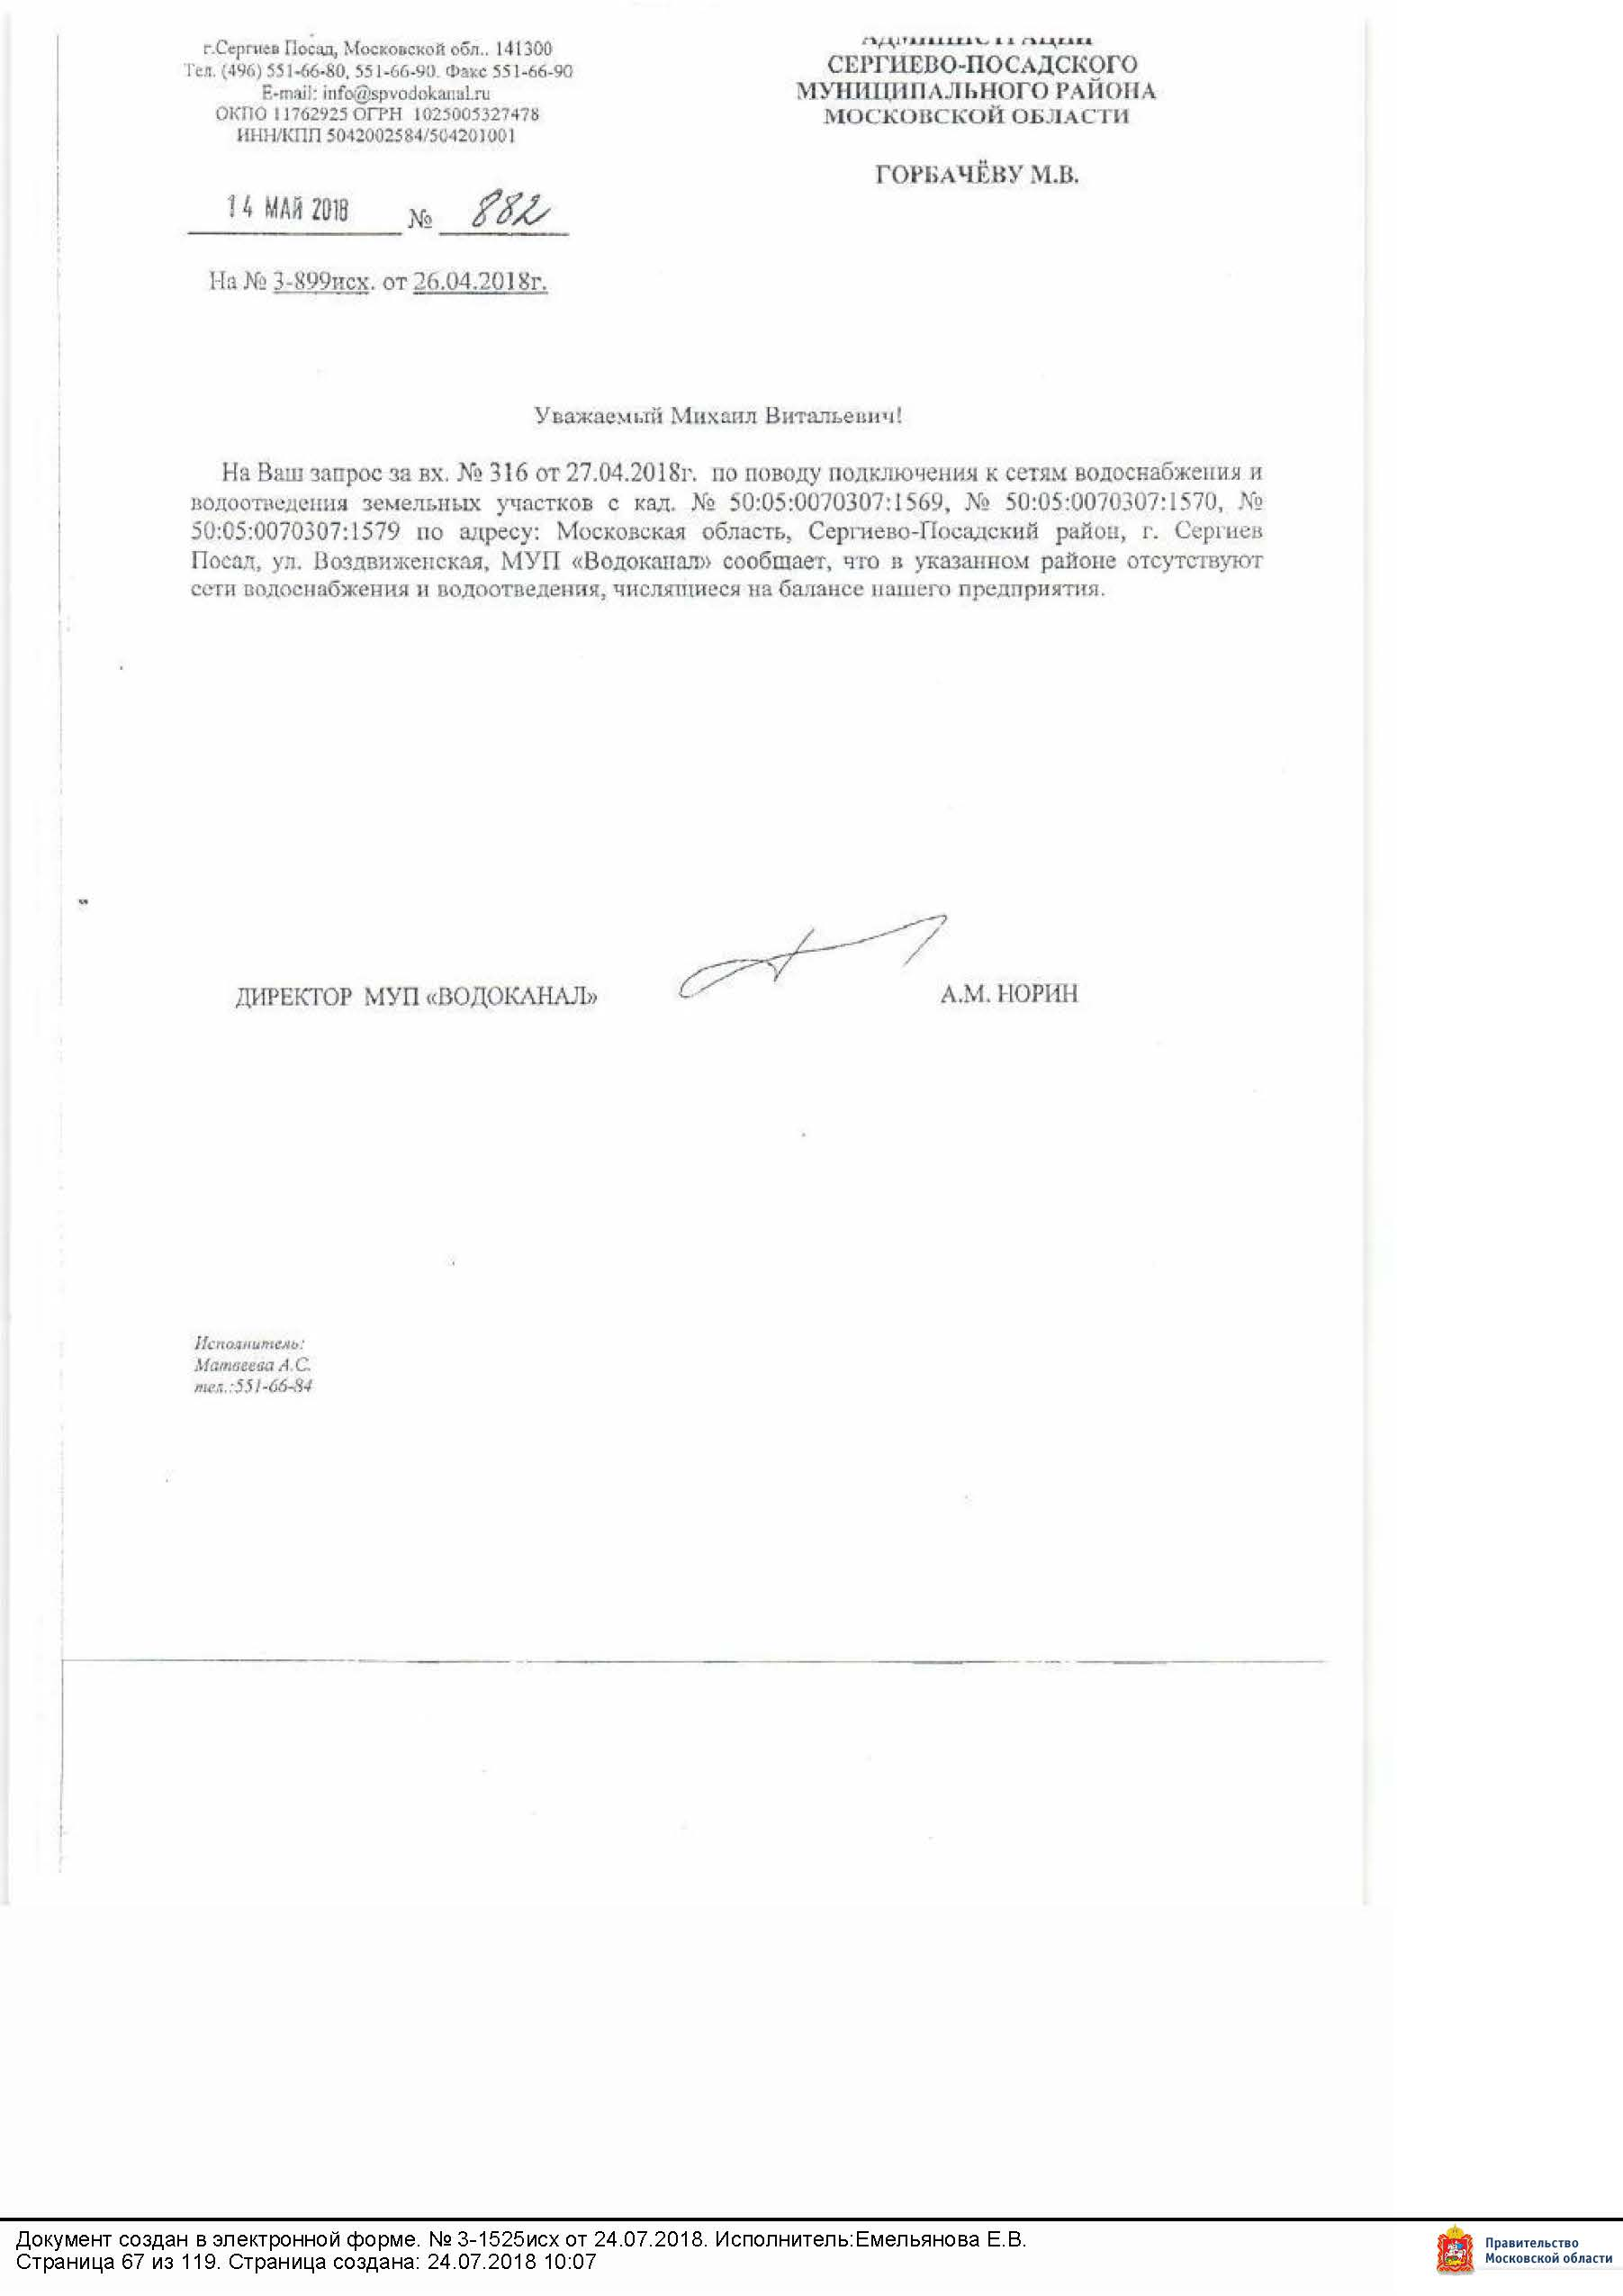 г.Сергиев Посад, Московской обл., 141300
Тел. (496) 551-66-80, 551-66-90. Факс 551-66-90
E-mail: info@spvodokanal.ru
ОКПО 11762925 ОГРН 1025005327478
ИНН/КПП 5042002584/504201001
14 МАЙ 2018 № 882
На № 3-899исх. от 26.04.2018г.
СЕРГИЕВО-ПОСАДСКОГО
МУНИЦИПАЛЬНОГО РАЙОНА
МОСКОВСКОЙ ОБЛАСТИ
ГОРБАЧЁВУ М.В.
Уважаемый Михаил Витальевич!
На Ваш запрос за вх. № 316 от 27.04.2018г. по поводу подключения к сетям водоснабжения и
водоотведения земельных участков с кад. № 50:05:0070307:1569, № 50:05:0070307:1570, №
50:05:0070307:1579 по адресу: Московская область, Сергиево-Посадский район, г. Сергиев
Посад, ул. Воздвиженская, МУП «Водоканал» сообщает, что в указанном районе отсутствуют
сети водоснабжения и водоотведения, числящиеся на балансе нашего предприятия.
ДИРЕКТОР МУП «ВОДОКАНАЛ» А.М. НОРИН
Исполнитель:
Матвеева А.С.
тел.:551-66-84
Документ создан в электронной форме. № 3-1525исх от 24.07.2018. Исполнитель:Емельянова Е.В.
Страница 67 из 119. Страница создана: 24.07.2018 10:07
Правительство
Московской области